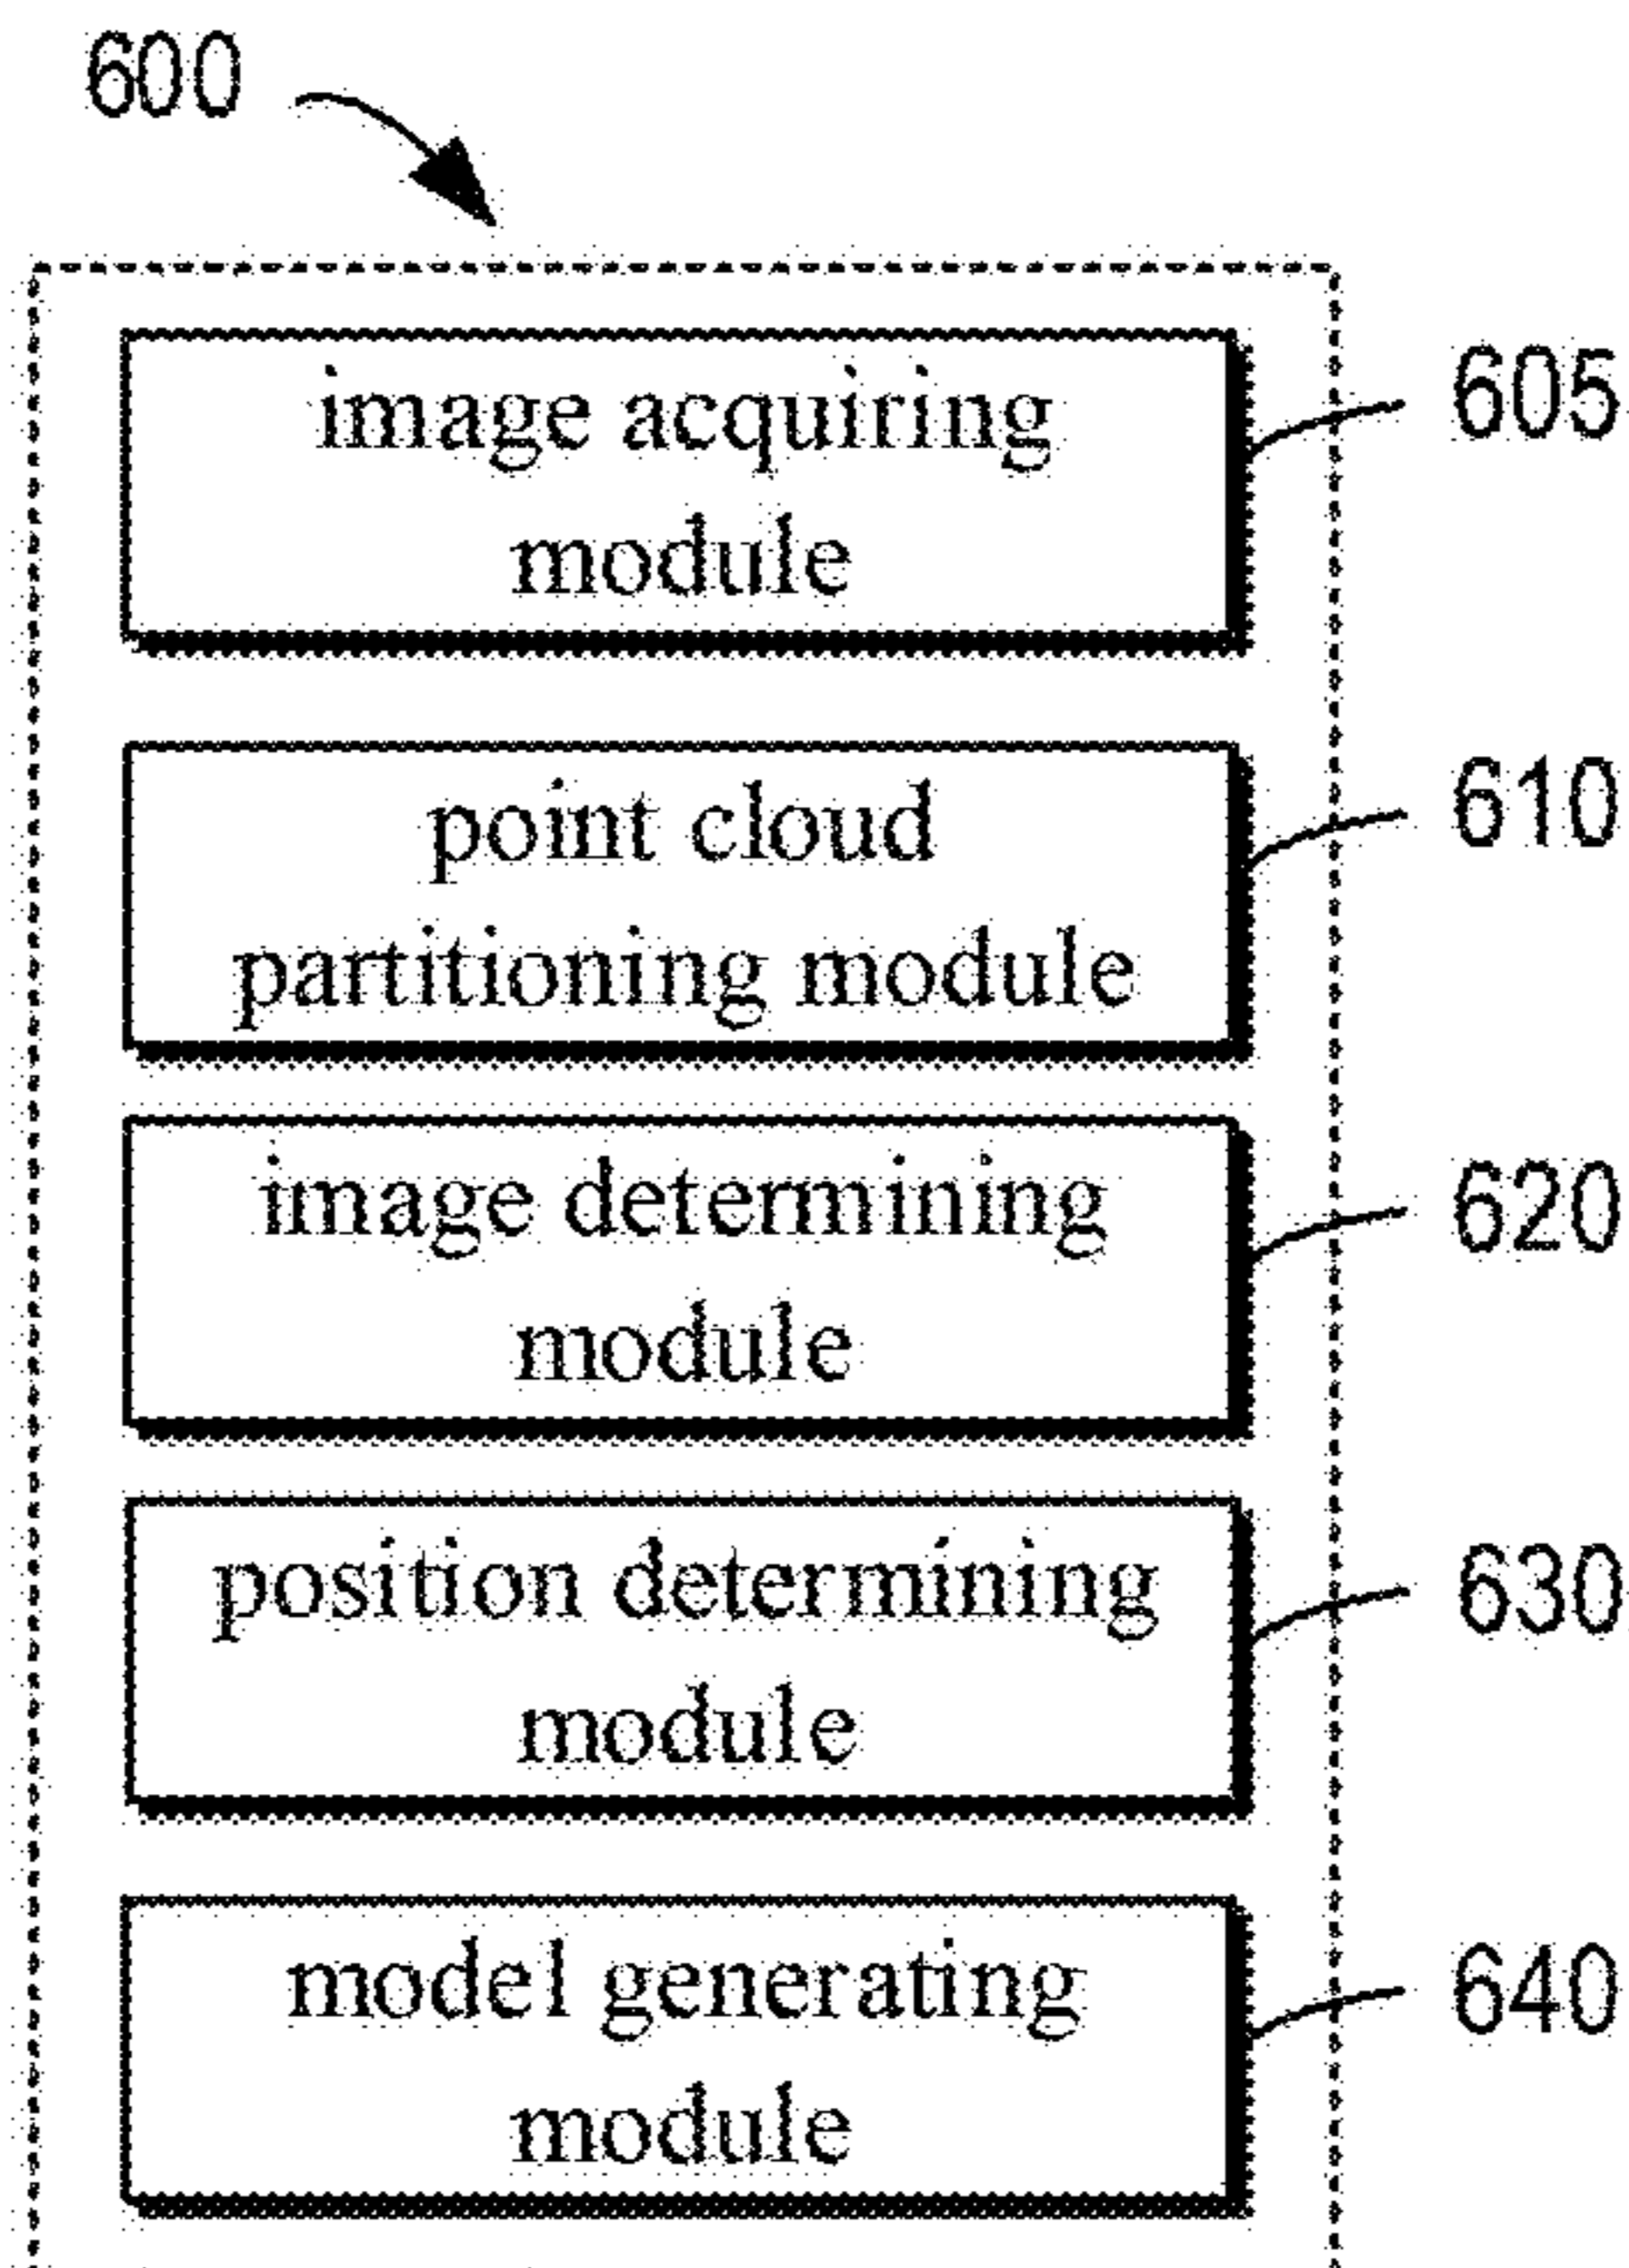 600
image acquiring
module
605
point cloud
partitioning module
610
image determining
module
620
position determining
module
630
model generating
module
640